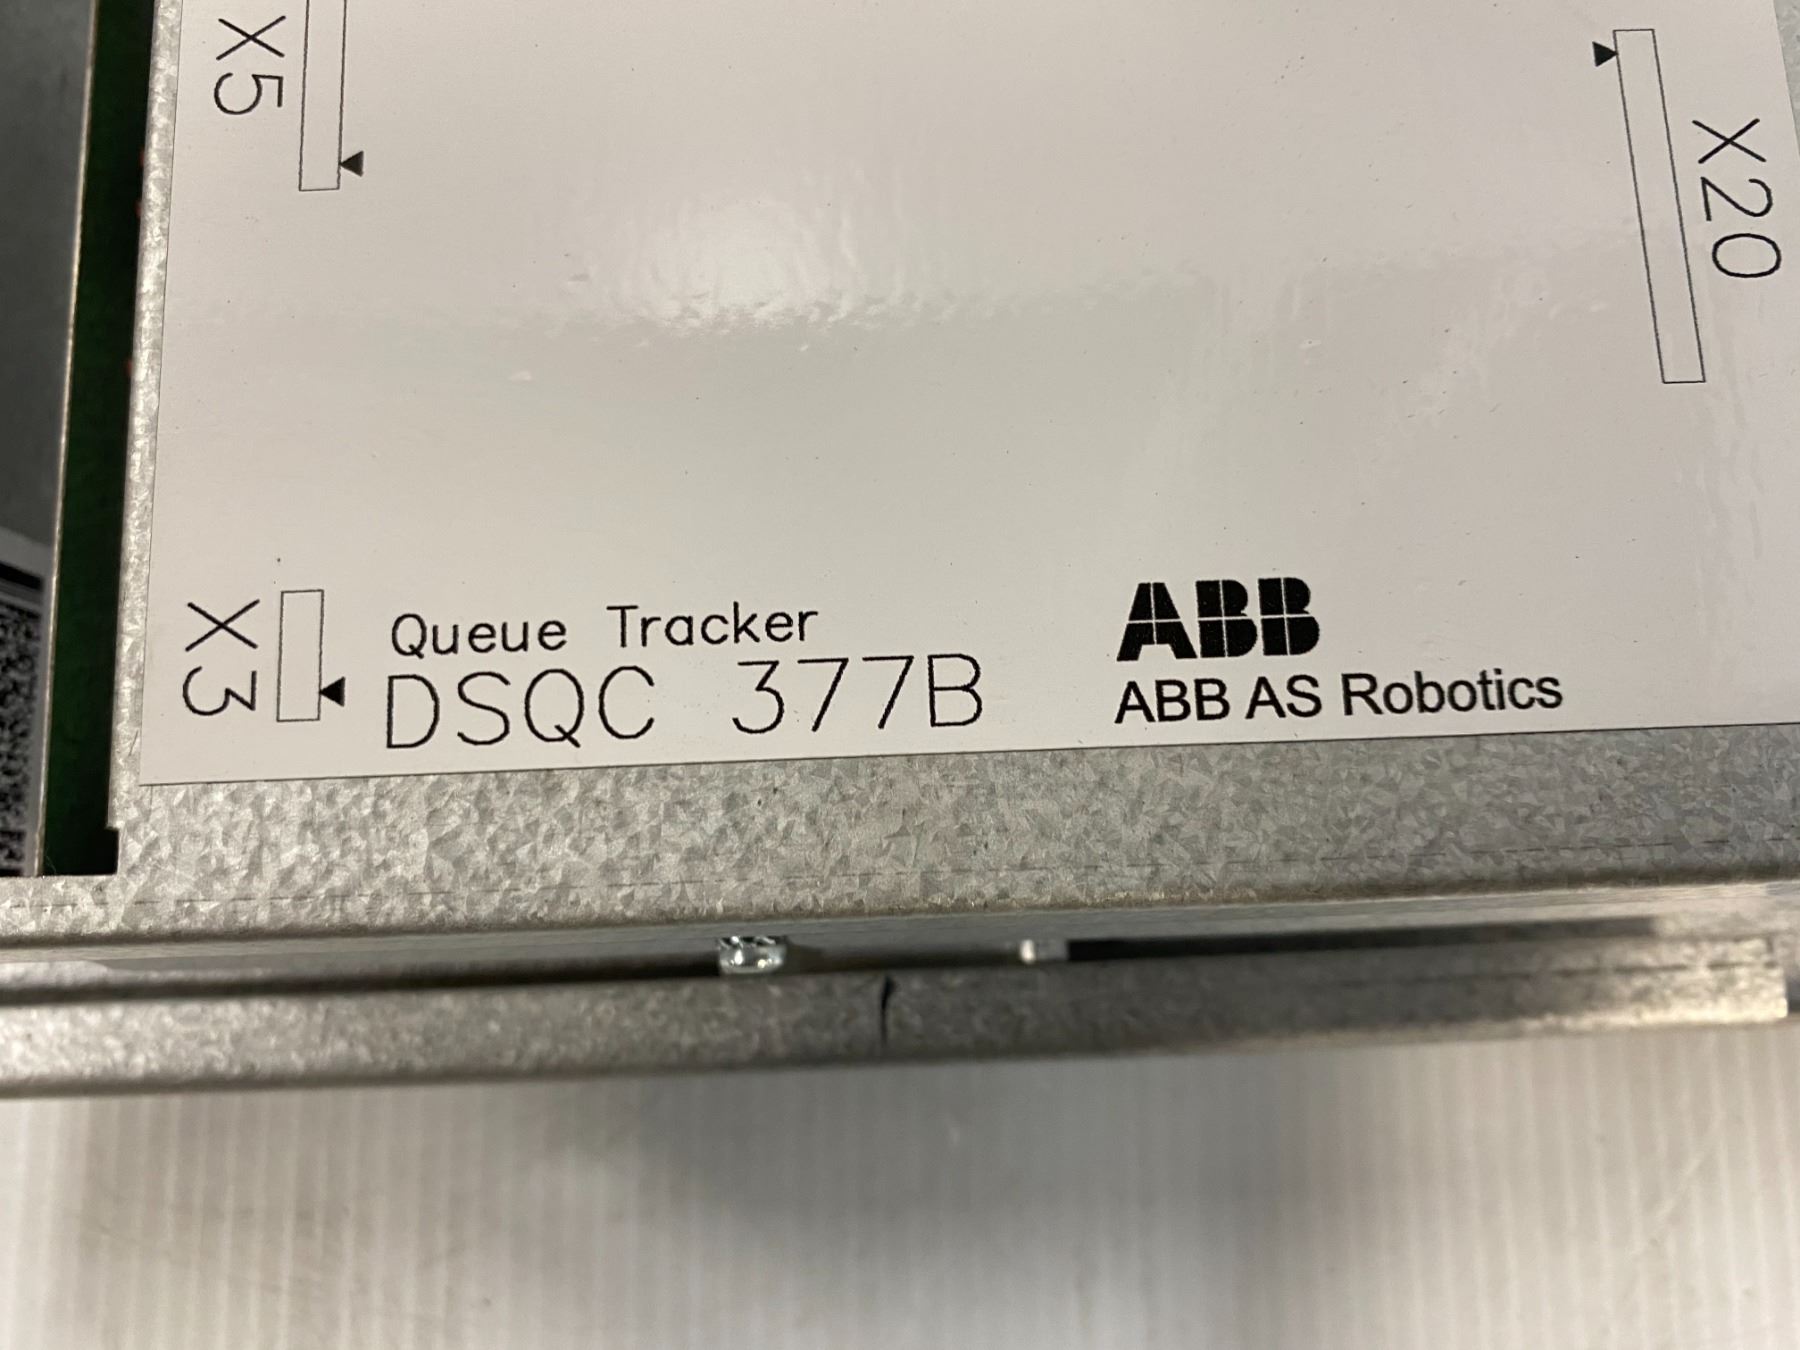 X5
X20
X3
Queue Tracker
DSQC 377B
ABB
ABB AS Robotics